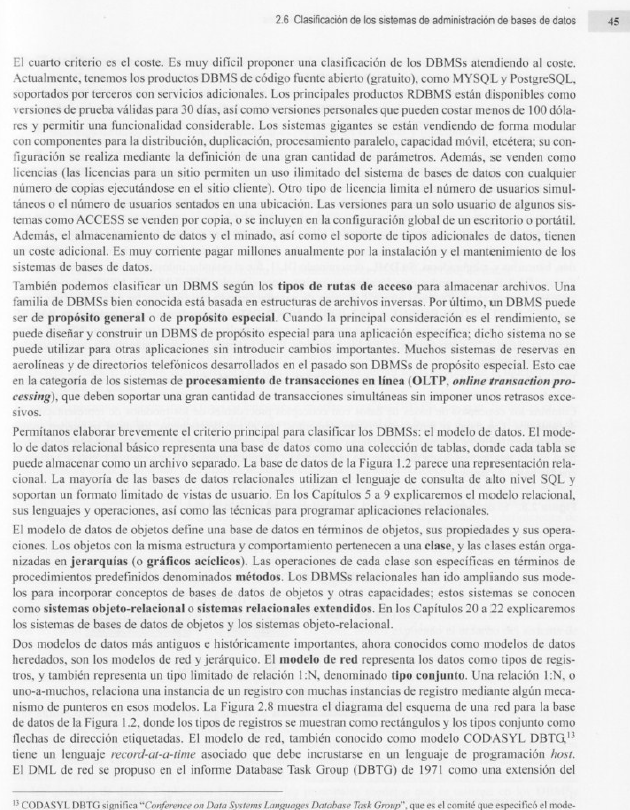 2.6 Clasificación de los sistemas de administración de bases de datos 45
El cuarto criterio es el coste. Es muy difícil proponer una clasificación de los DBMSs atendiendo al coste.
Actualmente, tenemos los productos DBMS de código fuente abierto (gratuito), como MYSQL y PostgreSQL,
soportados por terceros con servicios adicionales. Los principales productos RDBMS están disponibles como
versiones de prueba válidas para 30 días, así como versiones personales que pueden costar menos de 100 dóla-
res y permitir una funcionalidad considerable. Los sistemas gigantes se están vendiendo de forma modular
con componentes para la distribución, duplicación, procesamiento paralelo, capacidad móvil, etcétera; su con-
figuración se realiza mediante la definición de una gran cantidad de parámetros. Además, se venden como
licencias (las licencias para un sitio permiten un uso ilimitado del sistema de bases de datos con cualquier
número de copias ejecutándose en el sitio cliente). Otro tipo de licencia limita el número de usuarios simul-
táneos o el número de usuarios sentados en una ubicación. Las versiones para un solo usuario de algunos sis-
temas como ACCESS se venden por copia, o se incluyen en la configuración global de un escritorio o portátil.
Además, el almacenamiento de datos y el minado, así como el soporte de tipos adicionales de datos, tienen
un coste adicional. Es muy corriente pagar millones anualmente por la instalación y el mantenimiento de los
sistemas de bases de datos.
También podemos clasificar un DBMS según los tipos de rutas de acceso para almacenar archivos. Una
familia de DBMSs bien conocida está basada en estructuras de archivos inversas. Por último, un DBMS puede
ser de propósito general o de propósito especial. Cuando la principal consideración es el rendimiento, se
puede diseñar y construir un DBMS de propósito especial para una aplicación específica; dicho sistema no se
puede utilizar para otras aplicaciones sin introducir cambios importantes. Muchos sistemas de reservas en
aerolíneas y de directorios telefónicos desarrollados en el pasado son DBMSs de propósito especial. Esto cae
en la categoría de los sistemas de procesamiento de transacciones en línea (OLTP, online transaction pro-
cessing), que deben soportar una gran cantidad de transacciones simultáneas sin imponer unos retrasos exce-
sivos.
Permítanos elaborar brevemente el criterio principal para clasificar los DBMSs: el modelo de datos. El mode-
lo de datos relacional básico representa una base de datos como una colección de tablas, donde cada tabla se
puede almacenar como un archivo separado. La base de datos de la Figura 1.2 parece una representación rela-
cional. La mayoría de las bases de datos relacionales utilizan el lenguaje de consulta de alto nivel SQL y
soportan un formato limitado de vistas de usuario. En los Capítulos 5 a 9 explicaremos el modelo relacional,
sus lenguajes y operaciones, así como las técnicas para programar aplicaciones relacionales.
El modelo de datos de objetos define una base de datos en términos de objetos, sus propiedades y sus opera-
ciones. Los objetos con la misma estructura y comportamiento pertenecen a una clase, y las clases están orga-
nizadas en jerarquías (o gráficos acíclicos). Las operaciones de cada clase son específicas en términos de
procedimientos predefinidos denominados métodos. Los DBMSs relacionales han ido ampliando sus mode-
los para incorporar conceptos de bases de datos de objetos y otras capacidades; estos sistemas se conocen
como sistemas objeto-relacional o sistemas relacionales extendidos. En los Capítulos 20 a 22 explicaremos
los sistemas de bases de datos de objetos y los sistemas objeto-relacional.
Dos modelos de datos más antiguos e históricamente importantes, ahora conocidos como modelos de datos
heredados, son los modelos de red y jerárquico. El modelo de red representa los datos como tipos de regis-
tros, y también representa un tipo limitado de relación 1:N, denominado tipo conjunto. Una relación 1:N, o
uno-a-muchos, relaciona una instancia de un registro con muchas instancias de registro mediante algún meca-
nismo de punteros en esos modelos. La Figura 2.8 muestra el diagrama del esquema de una red para la base
de datos de la Figura 1.2, donde los tipos de registros se muestran como rectángulos y los tipos conjunto como
flechas de dirección etiquetadas. El modelo de red, también conocido como modelo CODASYL DBTG,13
tiene un lenguaje record-at-a-time asociado que debe incrustarse en un lenguaje de programación host.
El DML de red se propuso en el informe Database Task Group (DBTG) de 1971 como una extensión del
13 CODASYL DBTG significa "Conference on Data Systems Languages Database Task Group", que es el comité que especificó el mode-